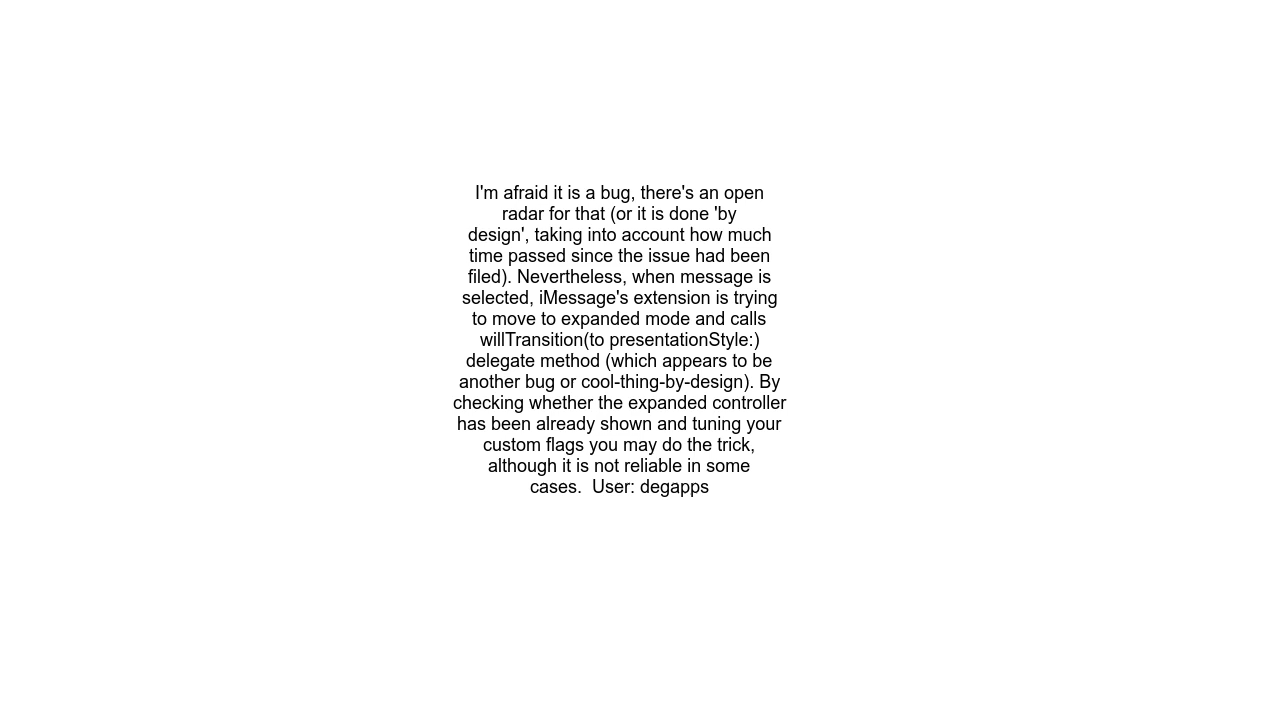 I'm afraid it is a bug, there's an open
radar for that (or it is done 'by
design', taking into account how much
time passed since the issue had been
filed). Nevertheless, when message is
selected, iMessage's extension is trying
to move to expanded mode and calls
willTransition(to presentationStyle:)
delegate method (which appears to be
another bug or cool-thing-by-design). By
checking whether the expanded controller
has been already shown and tuning your
custom flags you may do the trick,
although it is not reliable in some
cases.  User: degapps